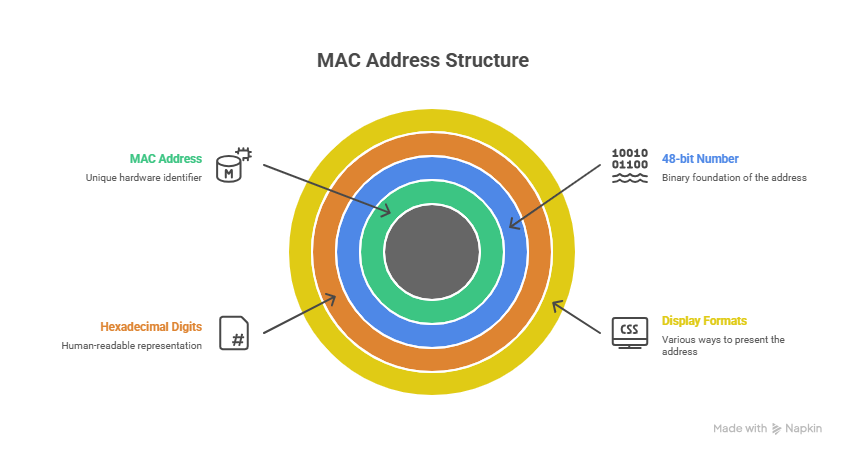 MAC Address Structure
MAC Address
Unique hardware identifier
M
10010
01100
48-bit Number
Binary foundation of the address
Hexadecimal Digits
Human-readable representation
#
CSS
Display Formats
Various ways to present the
address
Made with Napkin